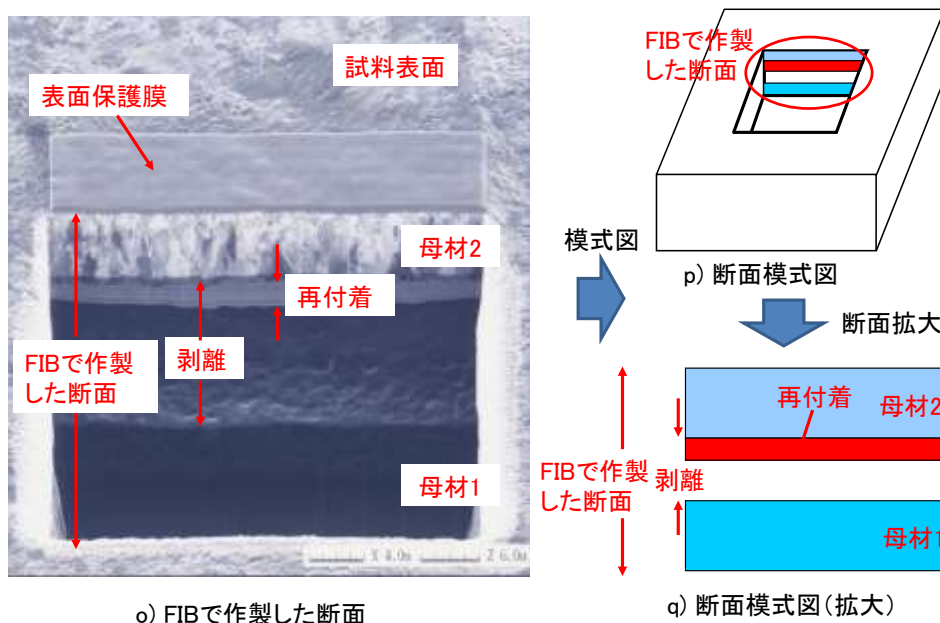 試料表面
表面保護膜
母材2
再付着
剥離
FIBで作製
した断面
母材1
X 4.0u
Z 6.0u
o) FIBで作製した断面
FIBで作製
した断面
模式図
p) 断面模式図
断面拡大
再付着
母材2
FIBで作製
した断面
剥離
母材1
q) 断面模式図(拡大)